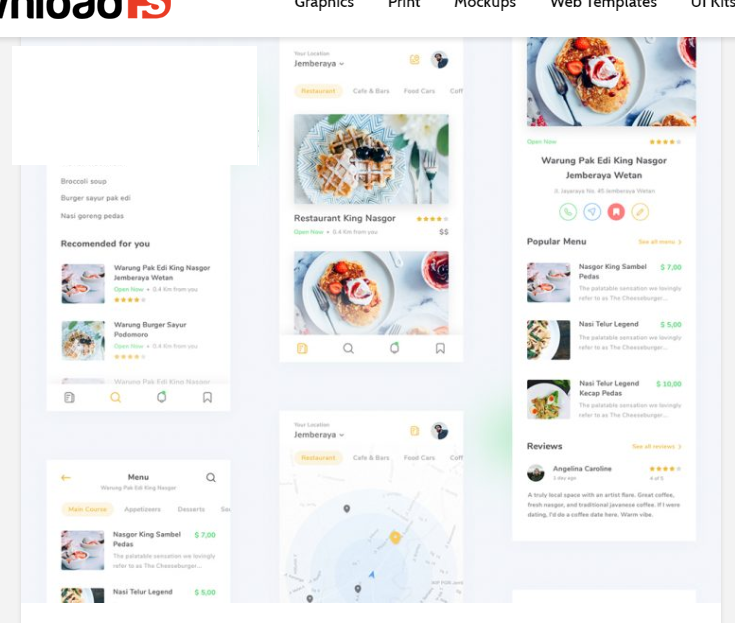 Graphics Print Mockups Web Templates UI Kits
Broccoli soup
Burger sayur pak edi
Nasi goreng pedas
Recomended for you
Warung Pak Edi King Nasgor
Jemberaya Wetan
Open Now • 0.4 Km from you
Warung Burger Sayur
Podomoro
Open Now • 0.4 Km from you
Warung Pak Edi King Nasgor
Menu
Warung Pak Edi King Nasgor
Main Course Appetizers Desserts
Nasgor King Sambel
Pedas
$ 7,00
The palatable sensation we lovingly
refer to as The Cheeseburger...
Nasi Telur Legend $ 5,00
Your Location
Jemberaya
Restaurant Cafe & Bars Food Cars Coff
Restaurant King Nasgor
Open Now • 0.4 Km from you $$
Your Location
Jemberaya
Restaurant Cafe & Bars Food Cars Coff
Open Now
Warung Pak Edi King Nasgor
Jemberaya Wetan
Jl. Jayaraya No. 45 Jemberaya Wetan
Popular Menu See all menu
Nasgor King Sambel
Pedas
$ 7,00
The palatable sensation we lovingly
refer to as The Cheeseburger...
Nasi Telur Legend $ 5,00
The palatable sensation we lovingly
refer to as The Cheeseburger...
Nasi Telur Legend
Kecap Pedas
$ 10,00
The palatable sensation we lovingly
refer to as The Cheeseburger...
Reviews See all reviews
Angelina Caroline
1 day ago 4 of 5
A truly local space with an artist flare. Great coffee,
fresh nasgor, and traditional javanese coffee. If I were
dating, I'd do a coffee date here. Warm vibe.